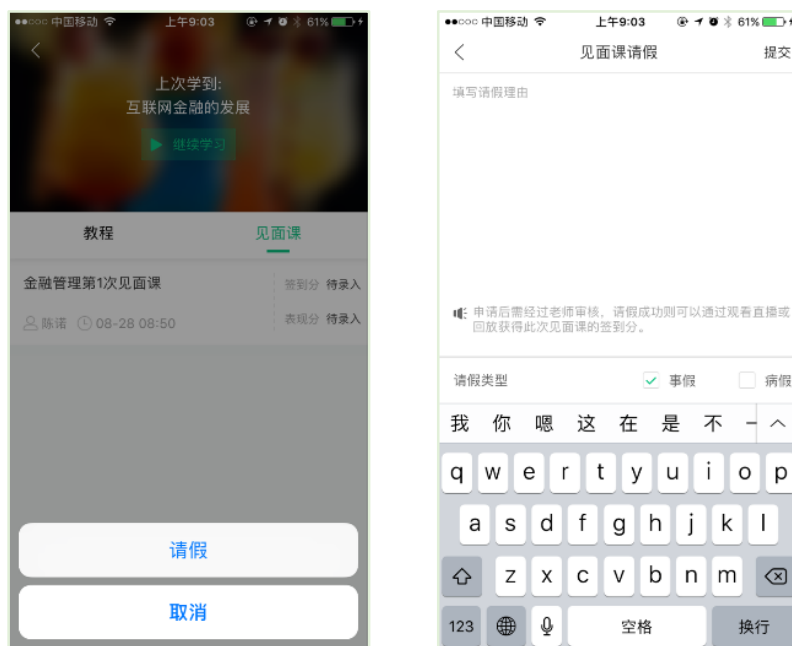 中国移动 上午9:03 61%
上次学到:
互联网金融的发展
继续学习
教程 见面课
金融管理第1次见面课 签到分 待录入
陈诺 08-28 08:50 表现分 待录入
请假
取消
中国移动 上午9:03 61%
见面课请假 提交
填写请假理由
申请后需经过老师审核，请假成功则可以通过观看直播或
回放获得此次见面课的签到分。
请假类型 事假 病假
我 你 嗯 这 在 是 不 一
q w e r t y u i o p
a s d f g h j k l
z x c v b n m
123 空格 换行